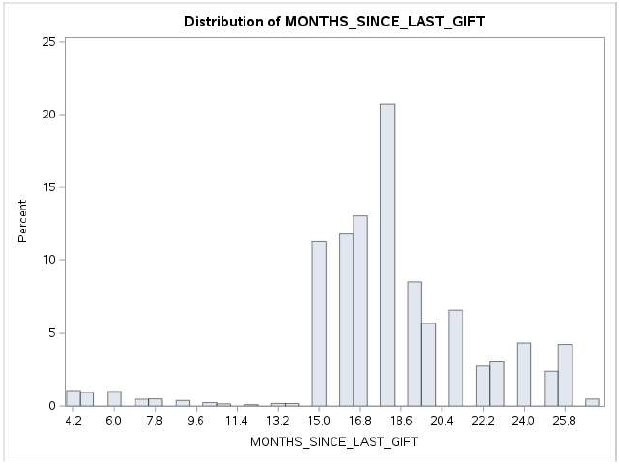 Distribution of MONTHS_SINCE_LAST_GIFT
25
20
15
10
5
0
Percent
4.2 6.0 7.8 9.6 11.4 13.2 15.0 16.8 18.6 20.4 22.2 24.0 25.8
MONTHS_SINCE_LAST_GIFT